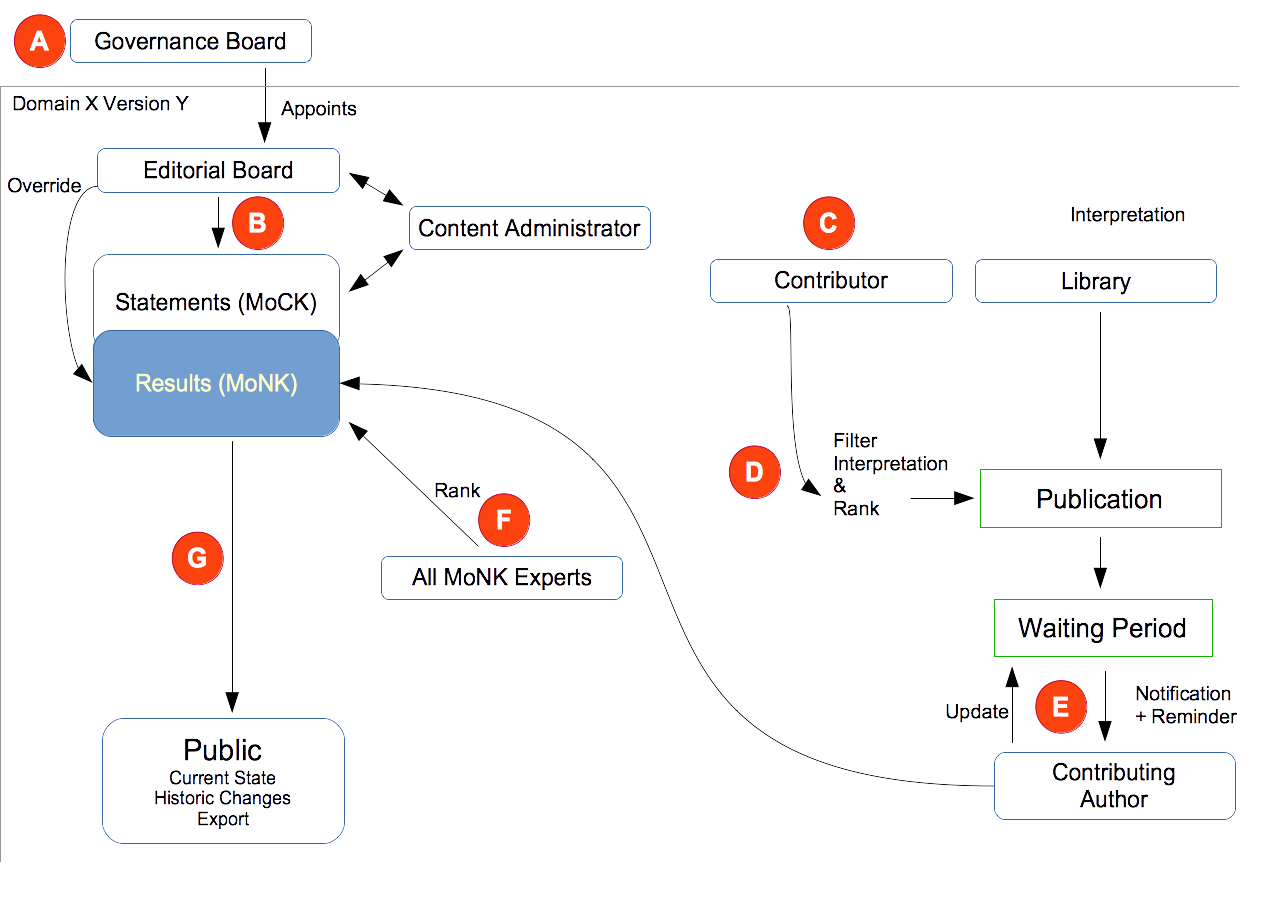 A
Governance Board
Domain X Version Y
Appoints
Editorial Board
Override
B
Content Administrator
Statements (MoCK)
Results (MoNK)
C
Interpretation
Contributor
Library
D
Filter
Interpretation
&
Rank
Publication
Rank
F
All MoNK Experts
G
Waiting Period
Update
E
Notification
+ Reminder
Contributing
Author
Public
Current State
Historic Changes
Export